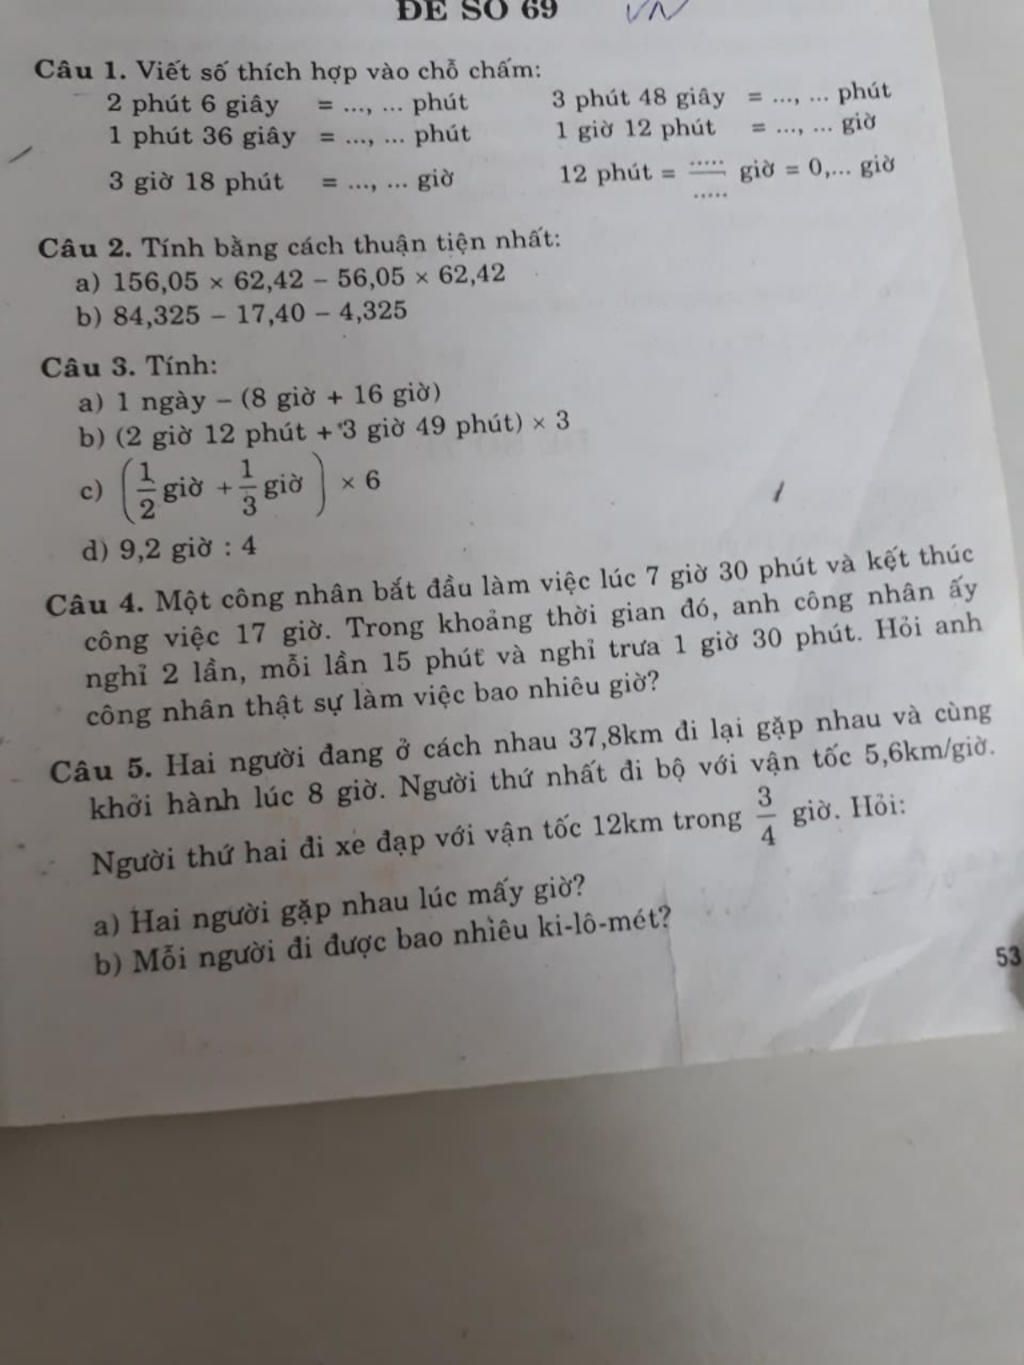 ĐỀ SỐ 69
Câu 1. Viết số thích hợp vào chỗ chấm:
2 phút 6 giây = ..., ... phút 3 phút 48 giây = ..., ... phút
1 phút 36 giây = ..., ... phút 1 giờ 12 phút = ..., ... giờ
3 giờ 18 phút = ..., ... giờ 12 phút = ...../..... giờ = 0,... giờ
Câu 2. Tính bằng cách thuận tiện nhất:
a) 156,05 × 62,42 – 56,05 × 62,42
b) 84,325 – 17,40 – 4,325
Câu 3. Tính:
a) 1 ngày – (8 giờ + 16 giờ)
b) (2 giờ 12 phút + 3 giờ 49 phút) × 3
c) (1/2 giờ + 1/3 giờ) × 6
d) 9,2 giờ : 4
Câu 4. Một công nhân bắt đầu làm việc lúc 7 giờ 30 phút và kết thúc
công việc 17 giờ. Trong khoảng thời gian đó, anh công nhân ấy
nghỉ 2 lần, mỗi lần 15 phút và nghỉ trưa 1 giờ 30 phút. Hỏi anh
công nhân thật sự làm việc bao nhiêu giờ?
Câu 5. Hai người đang ở cách nhau 37,8km đi lại gặp nhau và cùng
khởi hành lúc 8 giờ. Người thứ nhất đi bộ với vận tốc 5,6km/giờ.
Người thứ hai đi xe đạp với vận tốc 12km trong 3/4 giờ. Hỏi:
a) Hai người gặp nhau lúc mấy giờ?
b) Mỗi người đi được bao nhiêu ki-lô-mét?
53